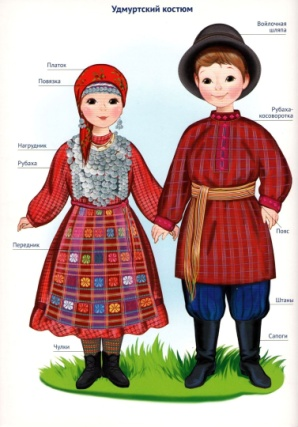 Удмуртский костюм
Войлочная
шляпа
Платок
Повязка
Рубаха-
косоворотка
Нагрудник
Рубаха
Пояс
Передник
Штаны
Сапоги
Чулки